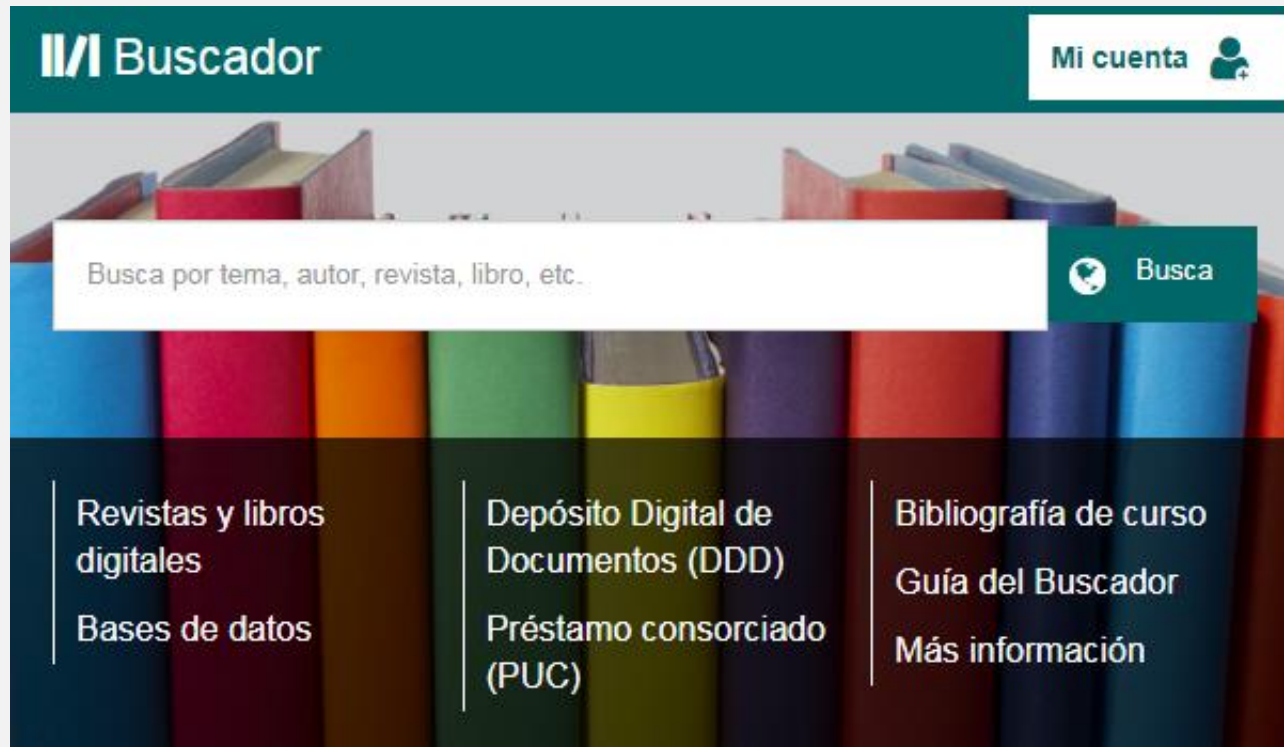 Buscador
Mi cuenta
Busca por tema, autor, revista, libro, etc.
Busca
Revistas y libros
digitales
Bases de datos
Depósito Digital de
Documentos (DDD)
Préstamo consorciado
(PUC)
Bibliografía de curso
Guía del Buscador
Más información